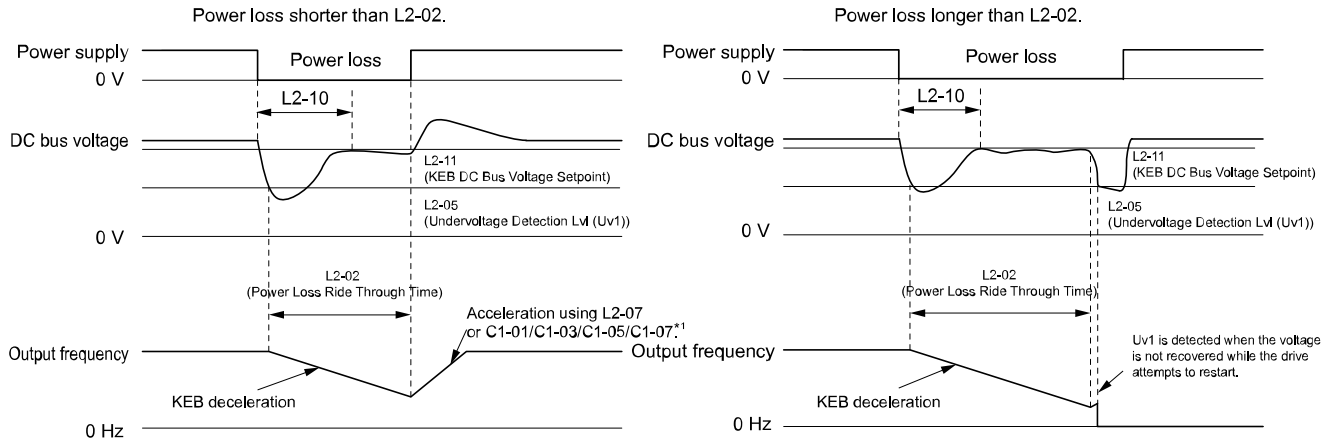 Power loss shorter than L2-02.
Power supply
Power loss
0 V
L2-10
DC bus voltage
L2-11
(KEB DC Bus Voltage Setpoint)
L2-05
(Undervoltage Detection Lvl (Uv1))
0 V
L2-02
(Power Loss Ride Through Time)
Acceleration using L2-07
or C1-01/C1-03/C1-05/C1-07.*1
Output frequency
KEB deceleration
0 Hz
Power loss longer than L2-02.
Power supply
Power loss
0 V
L2-10
DC bus voltage
L2-11
(KEB DC Bus Voltage Setpoint)
L2-05
(Undervoltage Detection Lvl (Uv1))
0 V
L2-02
(Power Loss Ride Through Time)
Output frequency
Uv1 is detected when the voltage
is not recovered while the drive
attempts to restart.
KEB deceleration
0 Hz